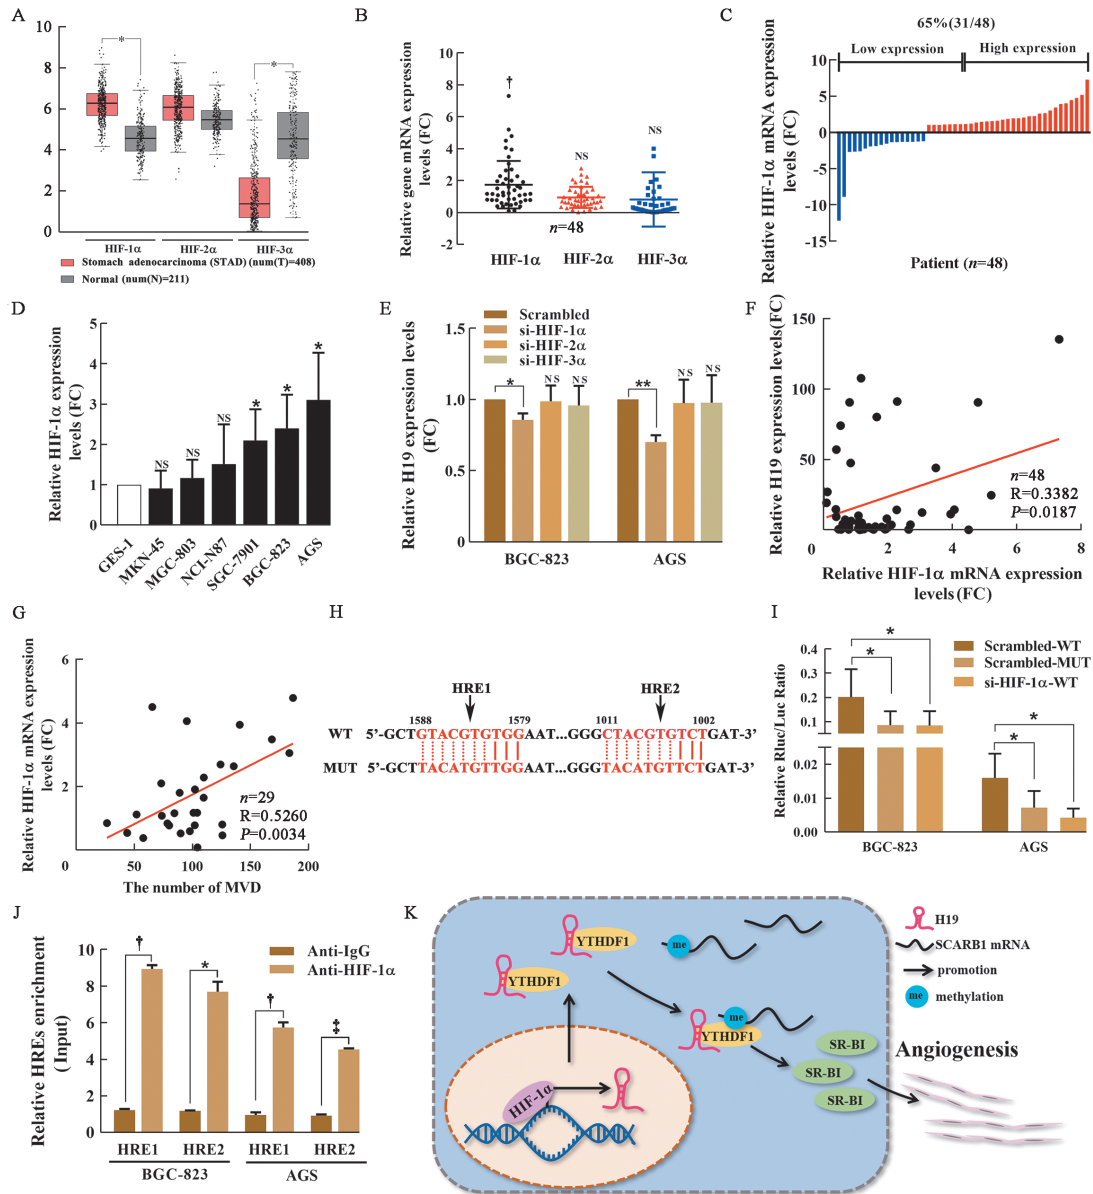 A
10
8
6
4
2
0
*
*
HIF-1α
HIF-2α
HIF-3α
Stomach adenocarcinoma (STAD) (num(T)=408)
Normal (num(N)=211)
B
Relative gene mRNA expression
levels (FC)
10
8
6
4
2
0
-2
†
NS
NS
n=48
HIF-1α
HIF-2α
HIF-3α
C
Relative HIF-1α mRNA expression
levels (FC)
65%(31/48)
Low expression
High expression
10
5
0
-5
-10
-15
Patient (n=48)
D
Relative HIF-1α expression
levels (FC)
5
4
3
2
1
0
NS
NS
NS
*
*
*
GES-1
MKN-45
MGC-803
NCI-N87
SGC-7901
BGC-823
AGS
E
Relative H19 expression levels
(FC)
Scrambled
si-HIF-1α
si-HIF-2α
si-HIF-3α
1.5
1.0
0.5
0
*
NS
NS
**
NS
NS
BGC-823
AGS
F
Relative H19 expression levels(FC)
150
100
50
0
2
4
6
8
n=48
R=0.3382
P=0.0187
Relative HIF-1α mRNA expression
levels(FC)
G
Relative HIF-1α mRNA expression
levels (FC)
6
4
2
0
50
100
150
200
n=29
R=0.5260
P=0.0034
The number of MVD
H
HRE1
HRE2
1588
1579
1011
1002
WT 5'-GCTGTACGTGTGGAAT...GGGCTACGTGTCTGAT-3'
MUT 5'-GCTTACATGTTGGAAT...GGGTACATGTTCTGAT-3'
I
Relative Rluc/Luc Ratio
Scrambled-WT
Scrambled-MUT
si-HIF-1α-WT
0.4
0.3
0.2
0.1
0.02
0.01
0.00
*
*
*
*
BGC-823
AGS
J
Relative HREs enrichment
(Input)
Anti-IgG
Anti-HIF-1α
10
8
6
4
2
0
†
*
†
‡
HRE1
HRE2
HRE1
HRE2
BGC-823
AGS
K
YTHDF1
me
YTHDF1
me
YTHDF1
HIF-1α
SR-BI
SR-BI
SR-BI
H19
SCARB1 mRNA
promotion
me
methylation
Angiogenesis